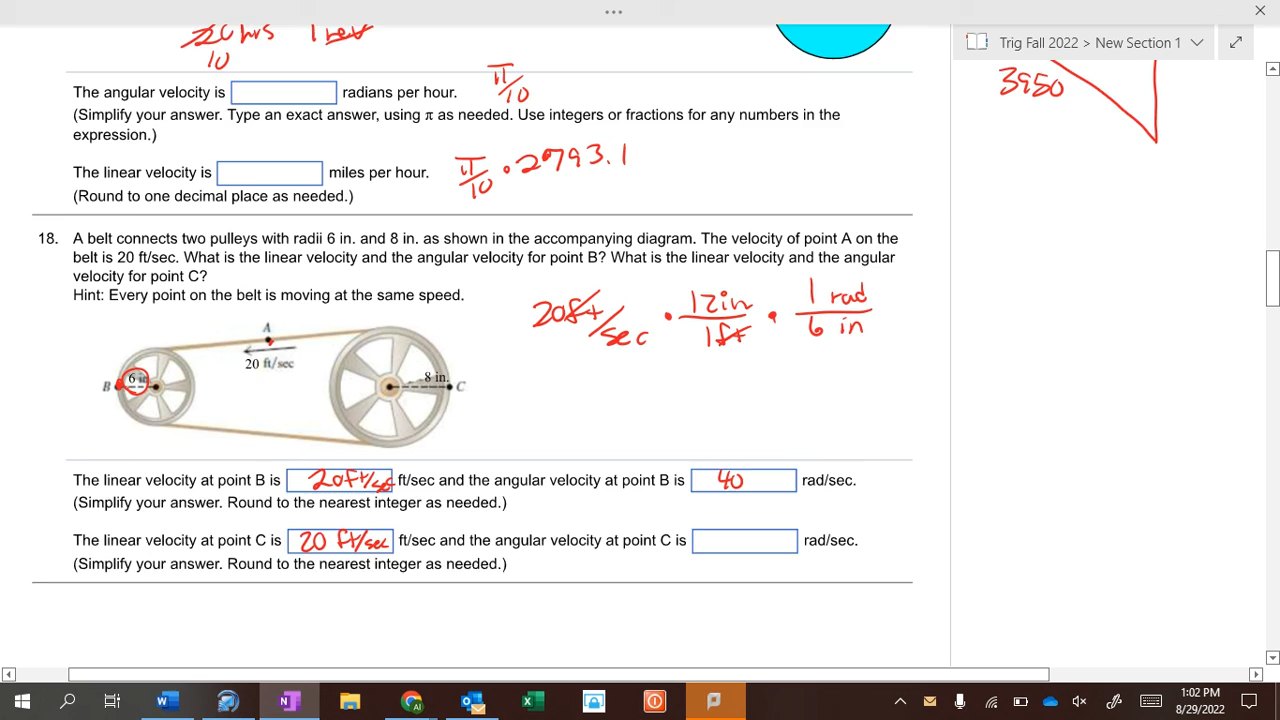 Trig Fall 2022 > New Section 1
hrs 1 rev
10
3950
The angular velocity is radians per hour. π/10
(Simplify your answer. Type an exact answer, using π as needed. Use integers or fractions for any numbers in the
expression.)
The linear velocity is miles per hour. π/10 • 2793.1
(Round to one decimal place as needed.)
18. A belt connects two pulleys with radii 6 in. and 8 in. as shown in the accompanying diagram. The velocity of point A on the
belt is 20 ft/sec. What is the linear velocity and the angular velocity for point B? What is the linear velocity and the angular
velocity for point C?
Hint: Every point on the belt is moving at the same speed.
20 ft/sec • 12in/1ft • 1 rad/6 in
A
20 ft/sec
B 6 in
8 in. C
The linear velocity at point B is 20ft/sec ft/sec and the angular velocity at point B is 40 rad/sec.
(Simplify your answer. Round to the nearest integer as needed.)
The linear velocity at point C is 20 ft/sec ft/sec and the angular velocity at point C is rad/sec.
(Simplify your answer. Round to the nearest integer as needed.)
1:02 PM
8/29/2022